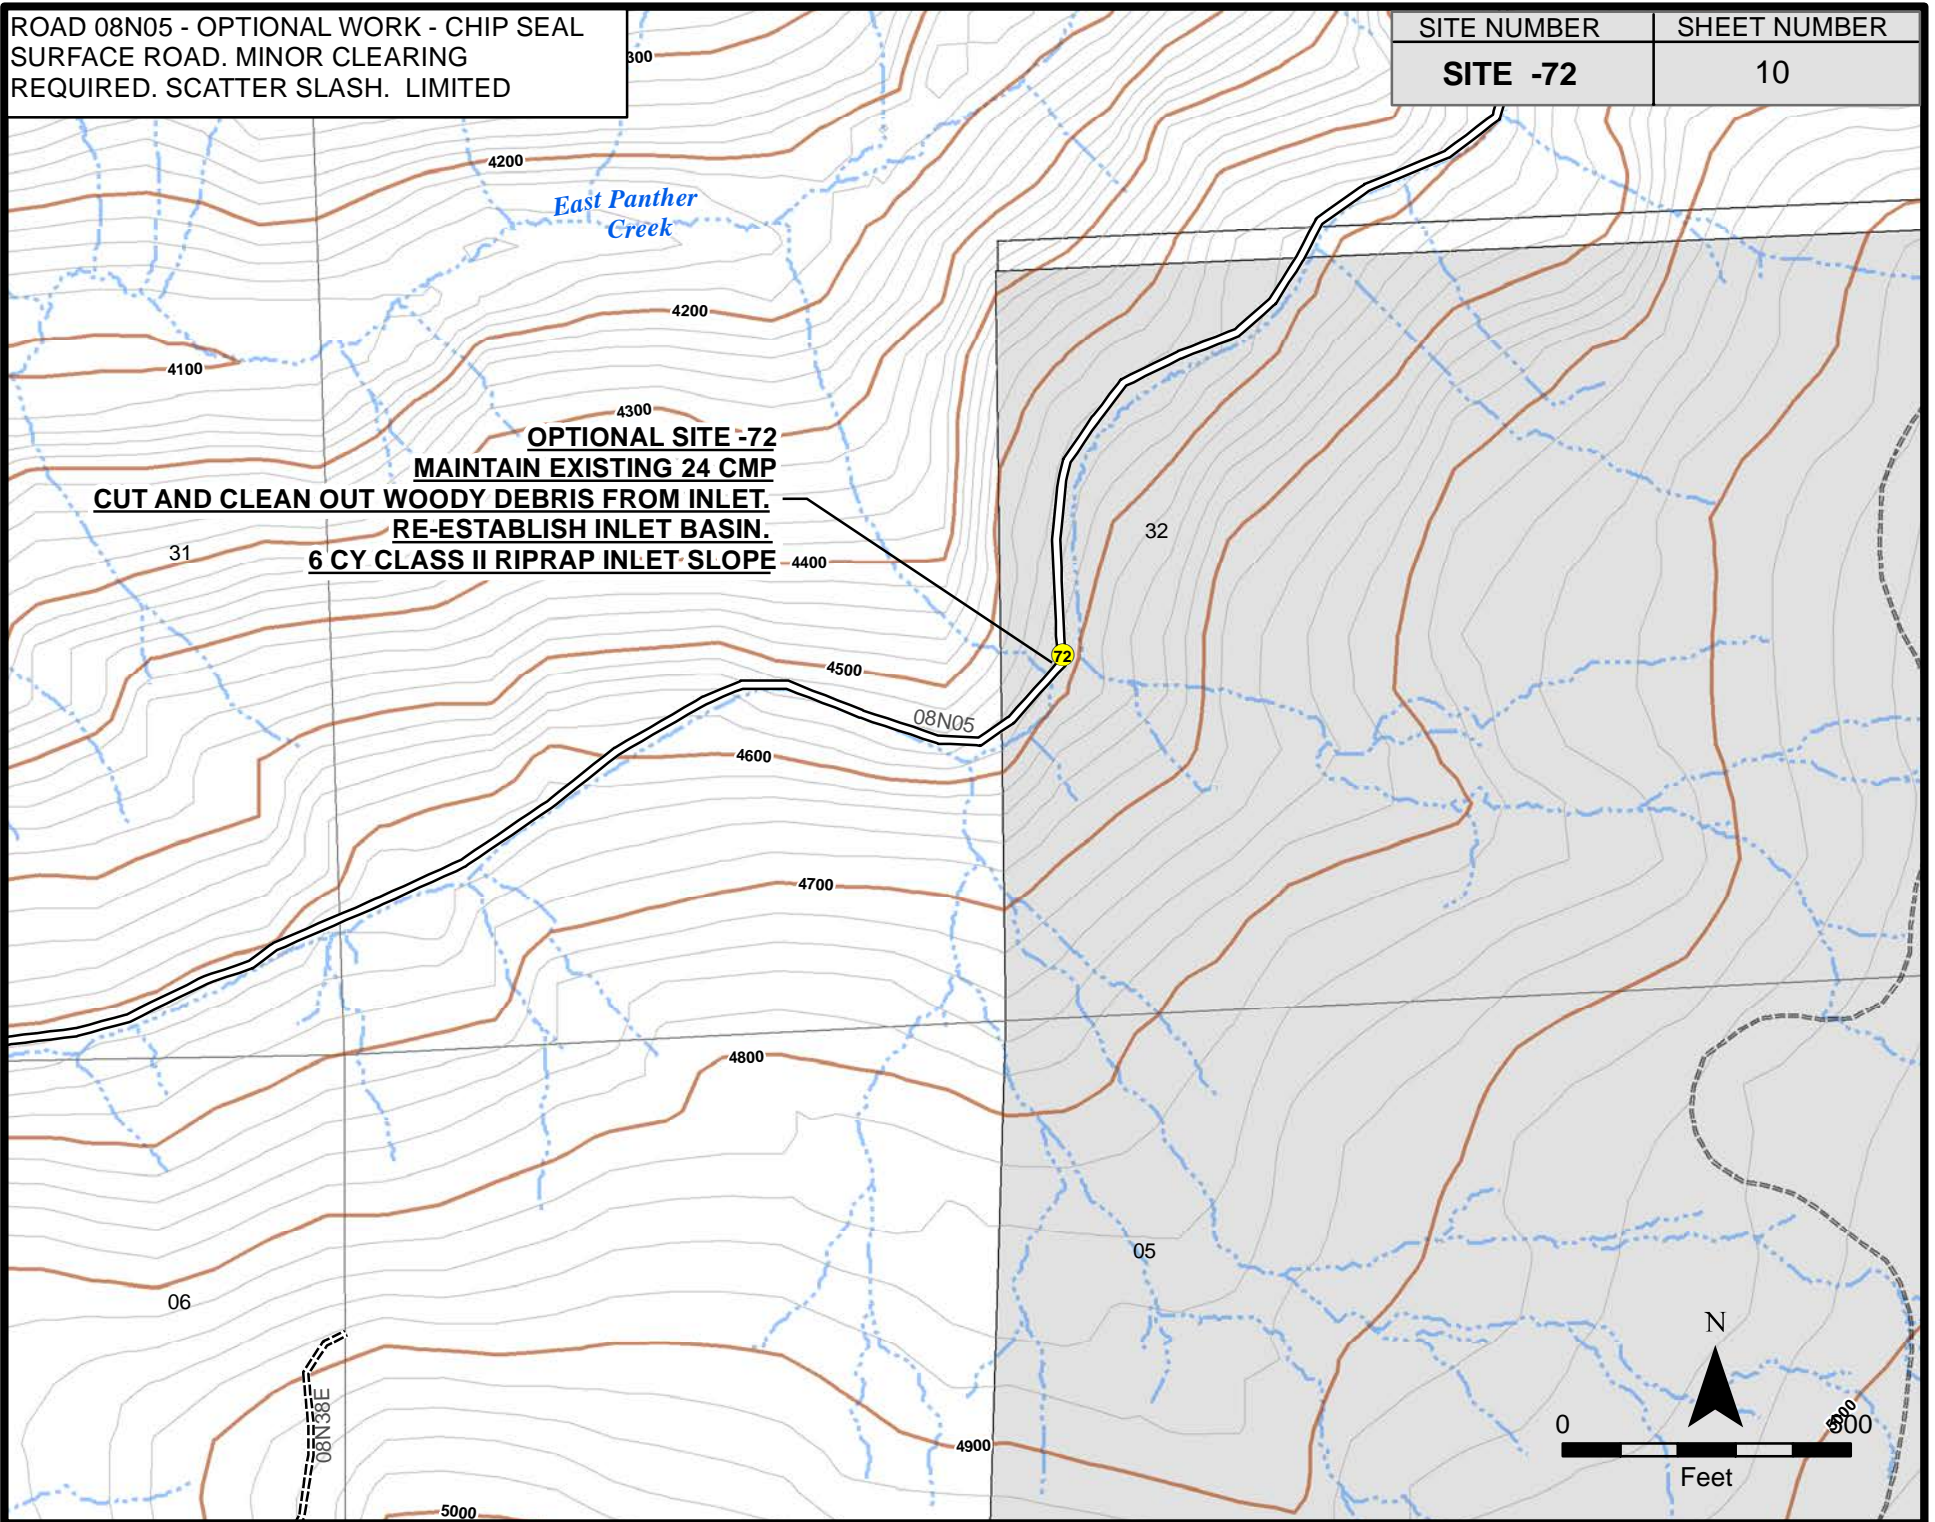 ROAD 08N05 - OPTIONAL WORK - CHIP SEAL
SURFACE ROAD. MINOR CLEARING
REQUIRED. SCATTER SLASH. LIMITED
SITE NUMBER
SHEET NUMBER
SITE -72
10
300
4200
East Panther
Creek
4200
4100
4300
OPTIONAL SITE -72
MAINTAIN EXISTING 24 CMP
CUT AND CLEAN OUT WOODY DEBRIS FROM INLET.
RE-ESTABLISH INLET BASIN.
6 CY CLASS II RIPRAP INLET SLOPE
4400
31
32
72
4500
08N05
4600
4700
4800
05
06
08N38E
4900
5000
N
0
500
5000
Feet